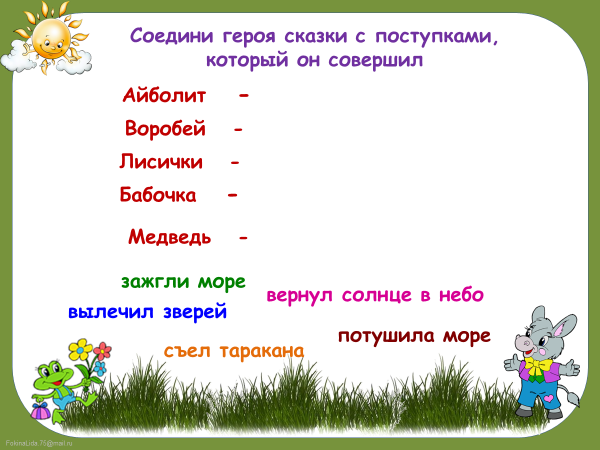 Соедини героя сказки с поступками,
который он совершил
Айболит -
Воробей -
Лисички -
Бабочка -
Медведь -
зажгли море
вернул солнце в небо
вылечил зверей
потушила море
съел таракана
FokinaLida.75@mail.ru